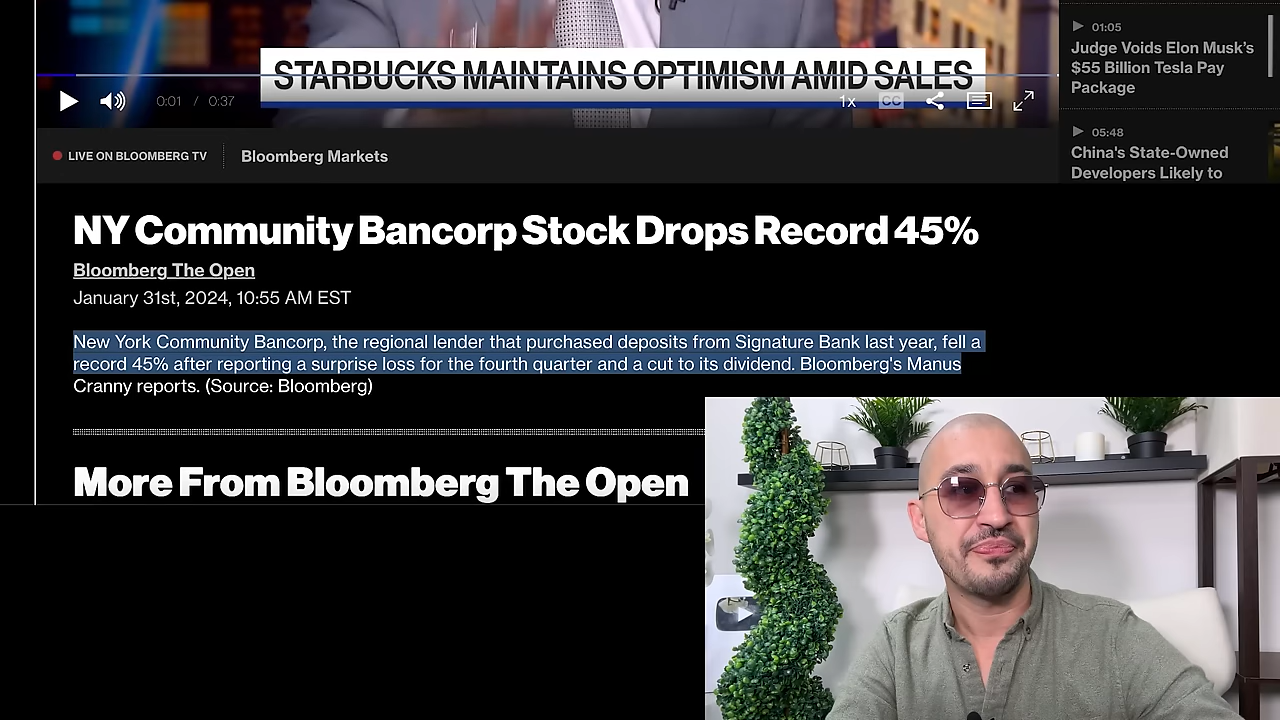 STARBUCKS MAINTAINS OPTIMISM AMID SALES
0:01 / 0:37
1x
CC
LIVE ON BLOOMBERG TV
Bloomberg Markets
01:05
Judge Voids Elon Musk's
$55 Billion Tesla Pay
Package
05:48
China's State-Owned
Developers Likely to
NY Community Bancorp Stock Drops Record 45%
Bloomberg The Open
January 31st, 2024, 10:55 AM EST
New York Community Bancorp, the regional lender that purchased deposits from Signature Bank last year, fell a
record 45% after reporting a surprise loss for the fourth quarter and a cut to its dividend. Bloomberg's Manus
Cranny reports. (Source: Bloomberg)
More From Bloomberg The Open